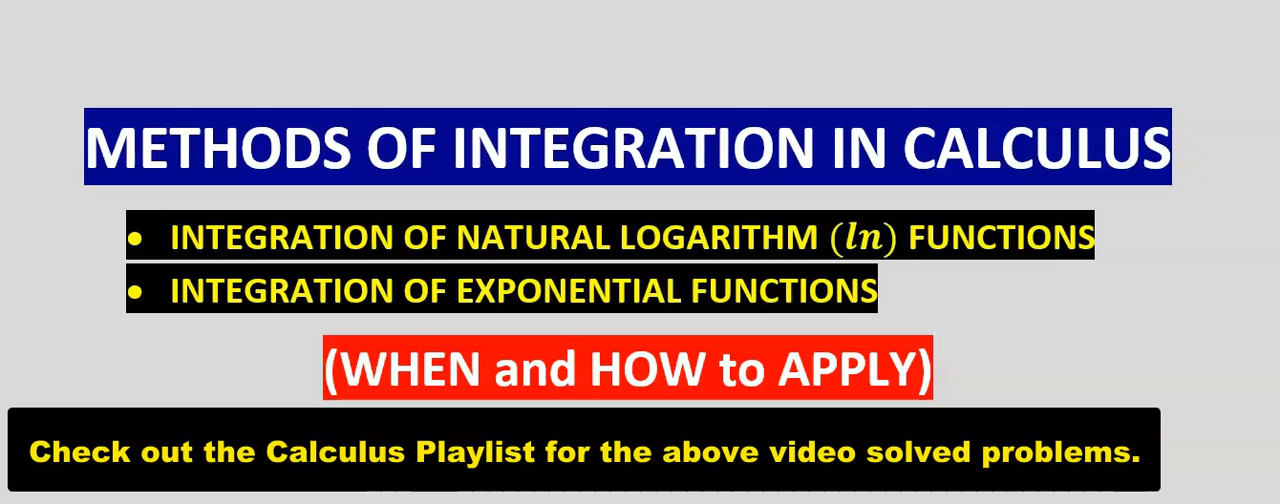 METHODS OF INTEGRATION IN CALCULUS
• INTEGRATION OF NATURAL LOGARITHM (ln) FUNCTIONS
• INTEGRATION OF EXPONENTIAL FUNCTIONS
(WHEN and HOW to APPLY)
Check out the Calculus Playlist for the above video solved problems.